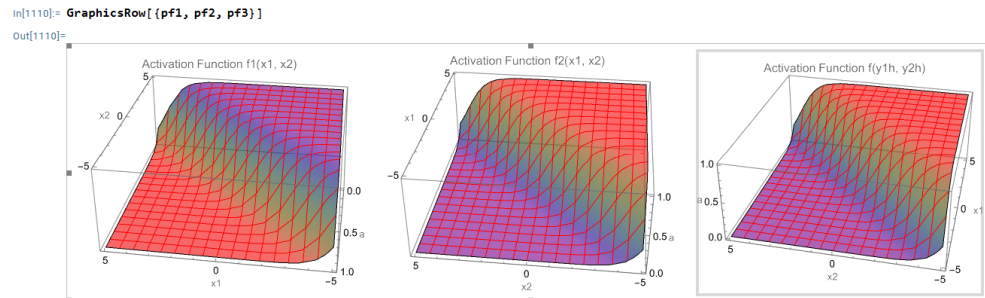 In[1110]:= GraphicsRow[{pf1, pf2, pf3}]
Out[1110]=
Activation Function f1(x1, x2)
5
x2 0
−5
0.0
0.5 a
1.0
5 0 −5
x1
Activation Function f2(x1, x2)
5
x1 0
−5
1.0
0.5 a
0.0
5 0 −5
x2
Activation Function f(y1h, y2h)
1.0
a 0.5
0.0
5
0 x1
−5
5 0 −5
x2